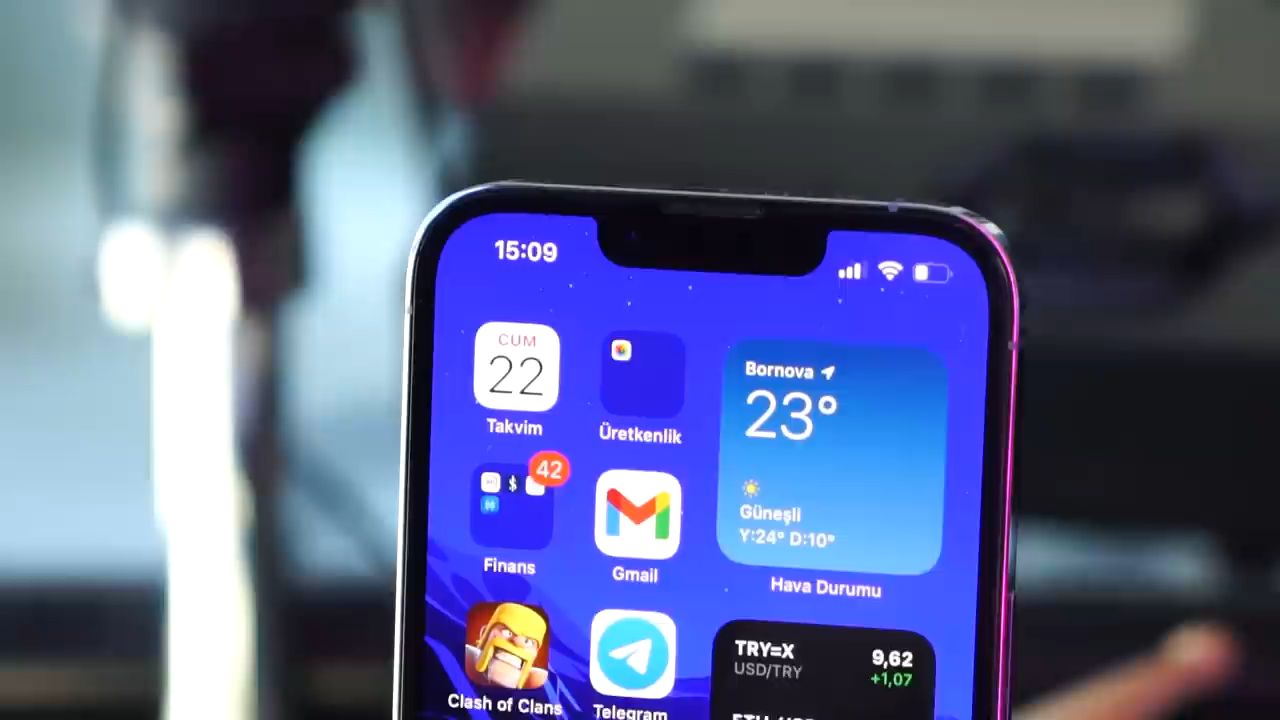 15:09
CUM
22
Takvim
Üretkenlik
Bornova
23°
Güneşli
Y:24° D:10°
Hava Durumu
42
Finans
Gmail
Clash of Clans
Telegram
TRY=X
9,62
USD/TRY
+1,07